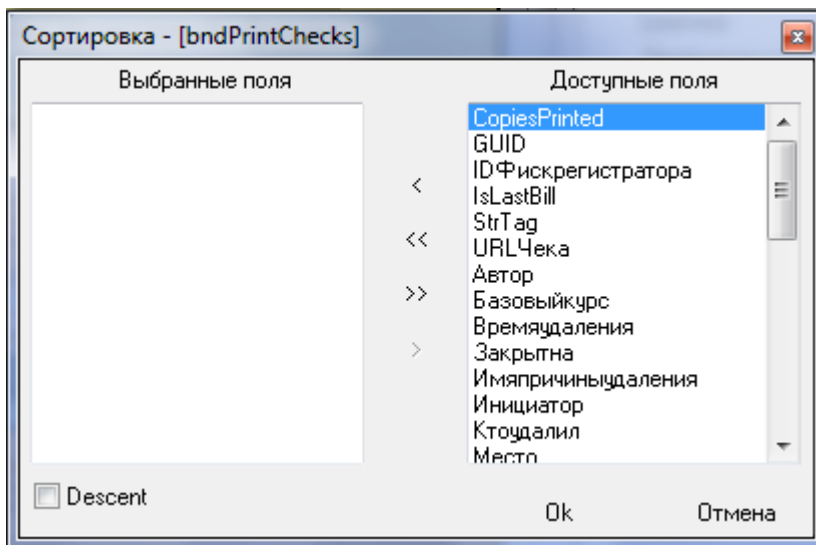 Сортировка - [bndPrintChecks]
Выбранные поля
Доступные поля
CopiesPrinted
GUID
IDФискрегистратора
<
IsLastBill
StrTag
<<
URLЧека
Автор
>>
Базовыйкурс
Времяудаления
>
Закрытна
Имяпричиныудаления
Инициатор
Ктоудалил
Место
Descent
Ok
Отмена